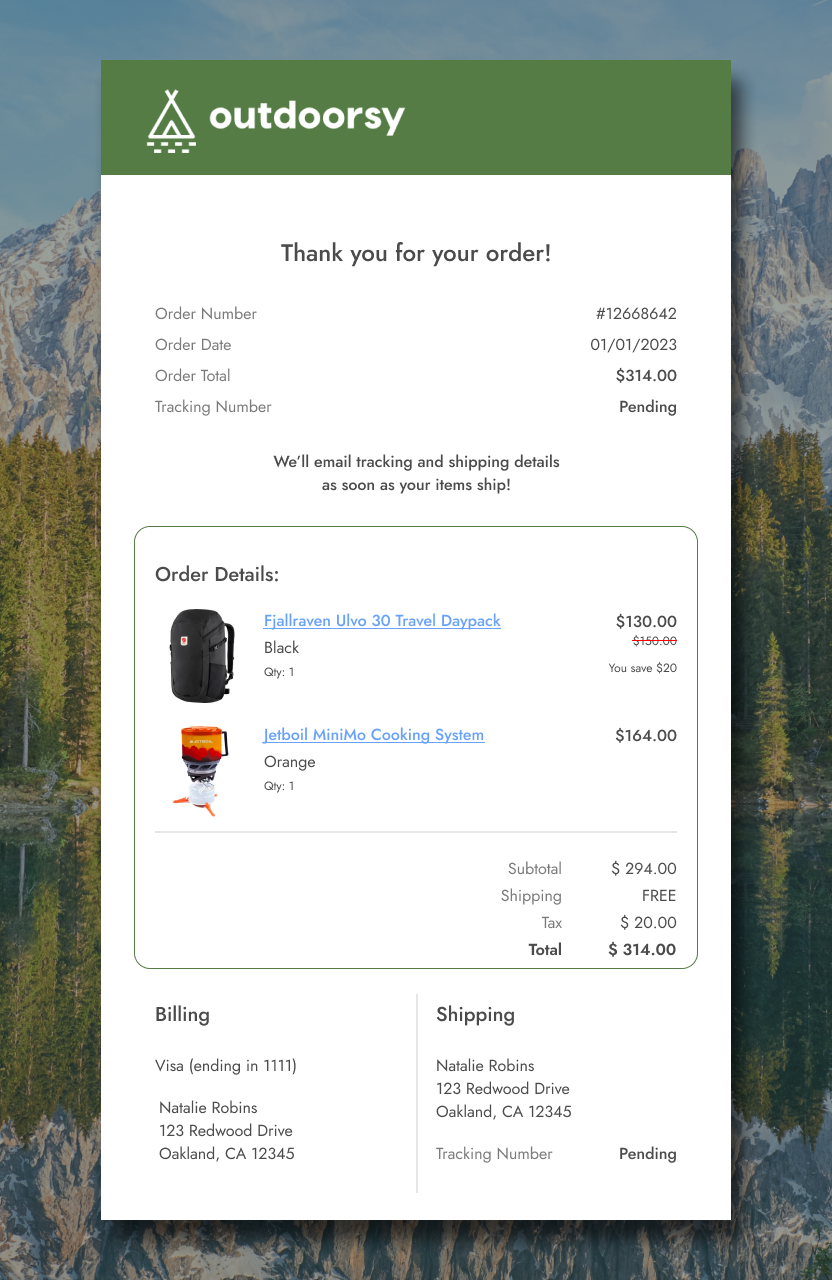 outdoorsy
Thank you for your order!
Order Number #12668642
Order Date 01/01/2023
Order Total $314.00
Tracking Number Pending
We'll email tracking and shipping details
as soon as your items ship!
Order Details:
Fjallraven Ulvo 30 Travel Daypack $130.00
$150.00
Black
You save $20
Qty: 1
Jetboil MiniMo Cooking System $164.00
Orange
Qty: 1
Subtotal $ 294.00
Shipping FREE
Tax $ 20.00
Total $ 314.00
Billing
Visa (ending in 1111)
Natalie Robins
123 Redwood Drive
Oakland, CA 12345
Shipping
Natalie Robins
123 Redwood Drive
Oakland, CA 12345
Tracking Number Pending